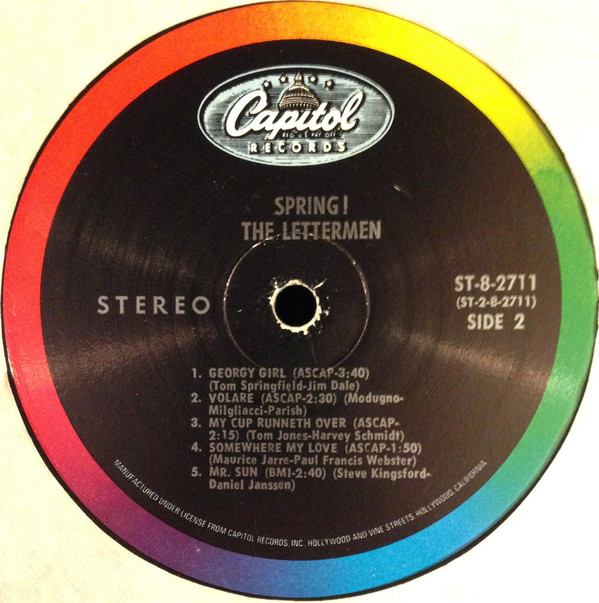 Capitol
REG. U.S. PAT. OFF.
RECORDS
SPRING!
THE LETTERMEN
STEREO
ST-8-2711
(ST-2-8-2711)
SIDE 2
1. GEORGY GIRL (ASCAP-3:40)
(Tom Springfield-Jim Dale)
2. VOLARE (ASCAP-2:30) (Modugno-
Milgliacci-Parish)
3. MY CUP RUNNETH OVER (ASCAP-
2:15) (Tom Jones-Harvey Schmidt)
4. SOMEWHERE MY LOVE (ASCAP-1:50)
(Maurice Jarre-Paul Francis Webster)
5. MR. SUN (BMI-2:40) (Steve Kingsford-
Daniel Janssen)
MANUFACTURED UNDER LICENSE FROM CAPITOL RECORDS, INC., HOLLYWOOD AND VINE STREETS, HOLLYWOOD, CALIFORNIA